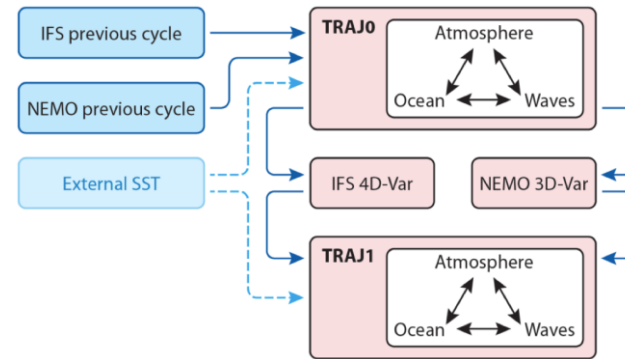 IFS previous cycle
NEMO previous cycle
External SST
TRAJ0
Atmosphere
Ocean
Waves
IFS 4D-Var
NEMO 3D-Var
TRAJ1
Atmosphere
Ocean
Waves